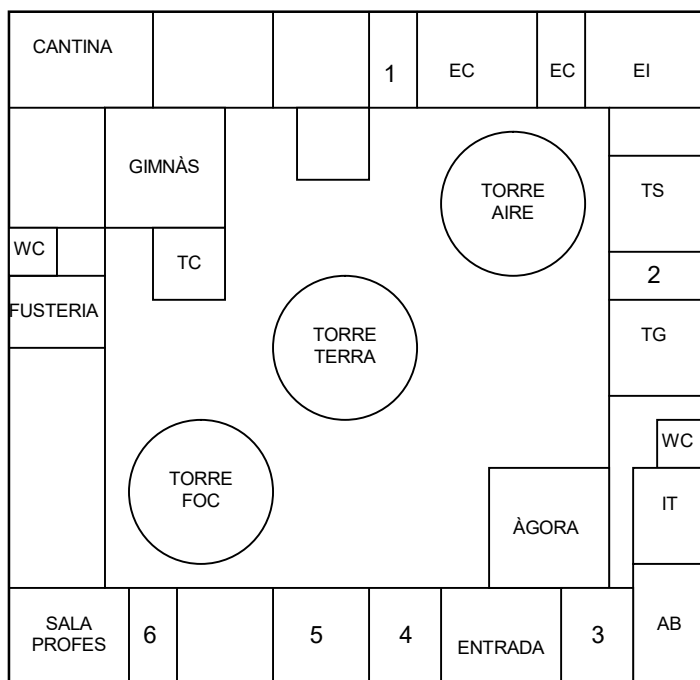 CANTINA
1
EC
EC
EI
GIMNÀS
TORRE
AIRE
TS
WC
TC
2
FUSTERIA
TORRE
TERRA
TG
WC
TORRE
FOC
IT
ÀGORA
SALA
PROFES
6
5
4
ENTRADA
3
AB